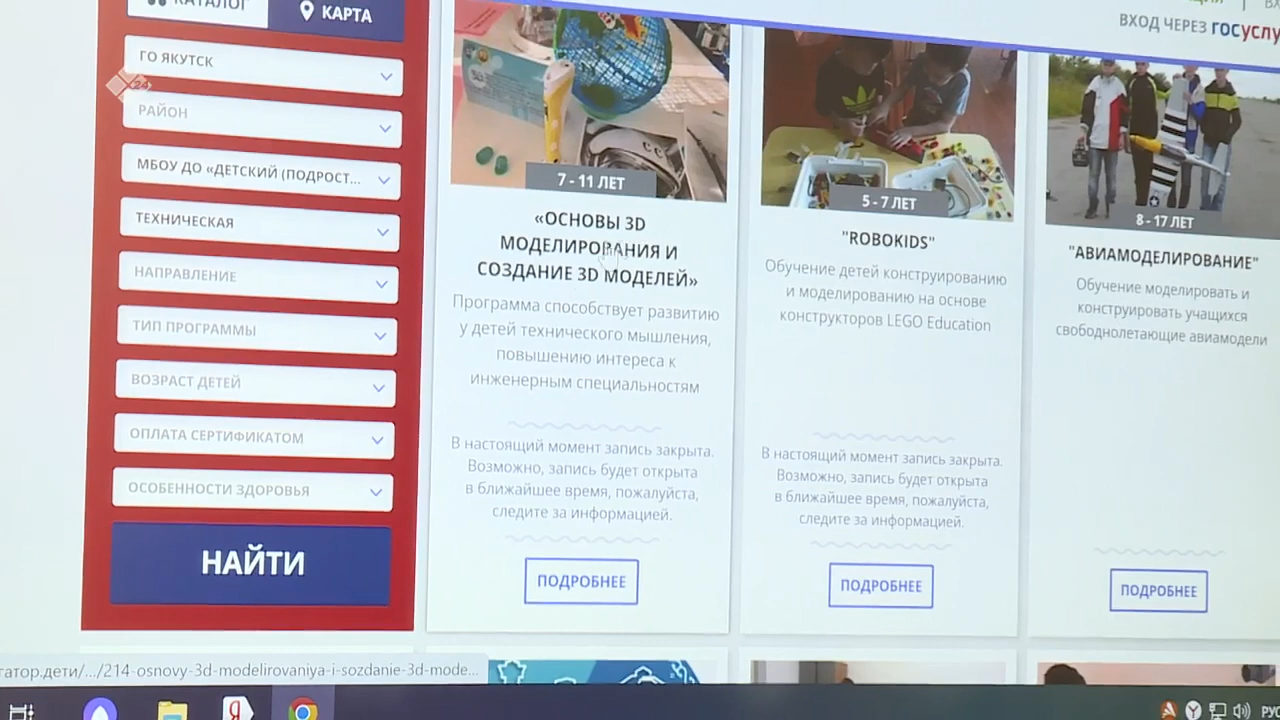 КАТАЛОГ
КАРТА
ГО ЯКУТСК
РАЙОН
МБОУ ДО «ДЕТСКИЙ (ПОДРОСТ...
ТЕХНИЧЕСКАЯ
НАПРАВЛЕНИЕ
ТИП ПРОГРАММЫ
ВОЗРАСТ ДЕТЕЙ
ОПЛАТА СЕРТИФИКАТОМ
ОСОБЕННОСТИ ЗДОРОВЬЯ
НАЙТИ
ВХОД ЧЕРЕЗ госуслу
7 - 11 ЛЕТ
«ОСНОВЫ 3D
МОДЕЛИРОВАНИЯ И
СОЗДАНИЕ 3D МОДЕЛЕЙ»
Программа способствует развитию
у детей технического мышления,
повышению интереса к
инженерным специальностям
В настоящий момент запись закрыта.
Возможно, запись будет открыта
в ближайшее время, пожалуйста,
следите за информацией.
ПОДРОБНЕЕ
5 - 7 ЛЕТ
"ROBOKIDS"
Обучение детей конструированию
и моделированию на основе
конструкторов LEGO Education
В настоящий момент запись закрыта.
Возможно, запись будет открыта
в ближайшее время, пожалуйста,
следите за информацией.
ПОДРОБНЕЕ
8 - 17 ЛЕТ
"АВИАМОДЕЛИРОВАНИЕ"
Обучение моделировать и
конструировать учащихся
свободнолетающие авиамодели
ПОДРОБНЕЕ
гатор.дети/.../214-osnovy-3d-modelirovaniya-i-sozdanie-3d-mode...
РУС